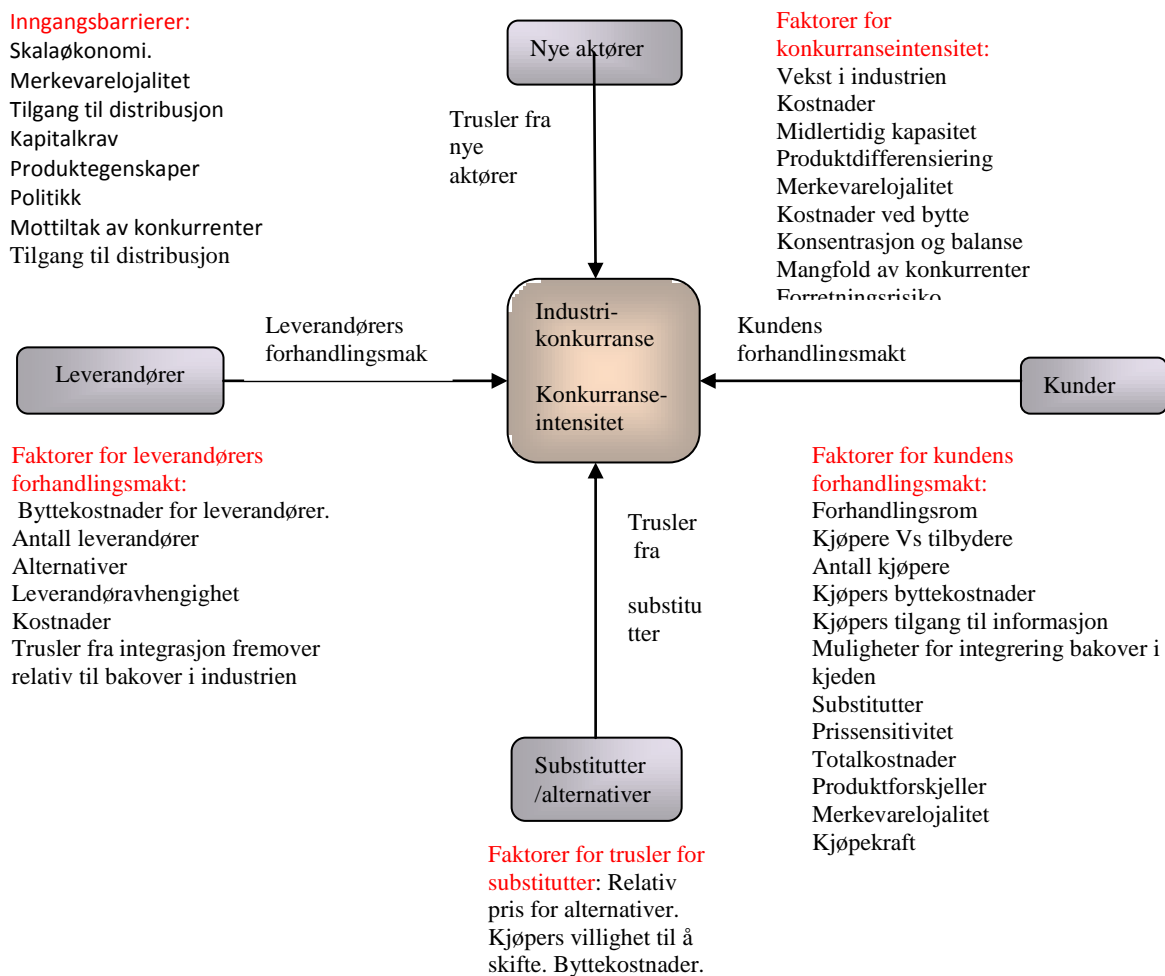 Inngangsbarrierer:
Skalaøkonomi.
Merkevarelojalitet
Tilgang til distribusjon
Kapitalkrav
Produktegenskaper
Politikk
Mottiltak av konkurrenter
Tilgang til distribusjon
Nye aktører
Trusler fra
nye
aktører
Faktorer for
konkurranseintensitet:
Vekst i industrien
Kostnader
Midlertidig kapasitet
Produktdifferensiering
Merkevarelojalitet
Kostnader ved bytte
Konsentrasjon og balanse
Mangfold av konkurrenter
Forretningsrisiko
Leverandører
Leverandørers
forhandlingsmak
Industri-
konkurranse
Konkurranse-
intensitet
Kundens
forhandlingsmakt
Kunder
Faktorer for leverandørers
forhandlingsmakt:
Byttekostnader for leverandører.
Antall leverandører
Alternativer
Leverandøravhengighet
Kostnader
Trusler fra integrasjon fremover
relativ til bakover i industrien
Trusler
fra
substitu
tter
Faktorer for kundens
forhandlingsmakt:
Forhandlingsrom
Kjøpere Vs tilbydere
Antall kjøpere
Kjøpers byttekostnader
Kjøpers tilgang til informasjon
Muligheter for integrering bakover i
kjeden
Substitutter
Prissensitivitet
Totalkostnader
Produktforskjeller
Merkevarelojalitet
Kjøpekraft
Substitutter
/alternativer
Faktorer for trusler for
substitutter: Relativ
pris for alternativer.
Kjøpers villighet til å
skifte. Byttekostnader.